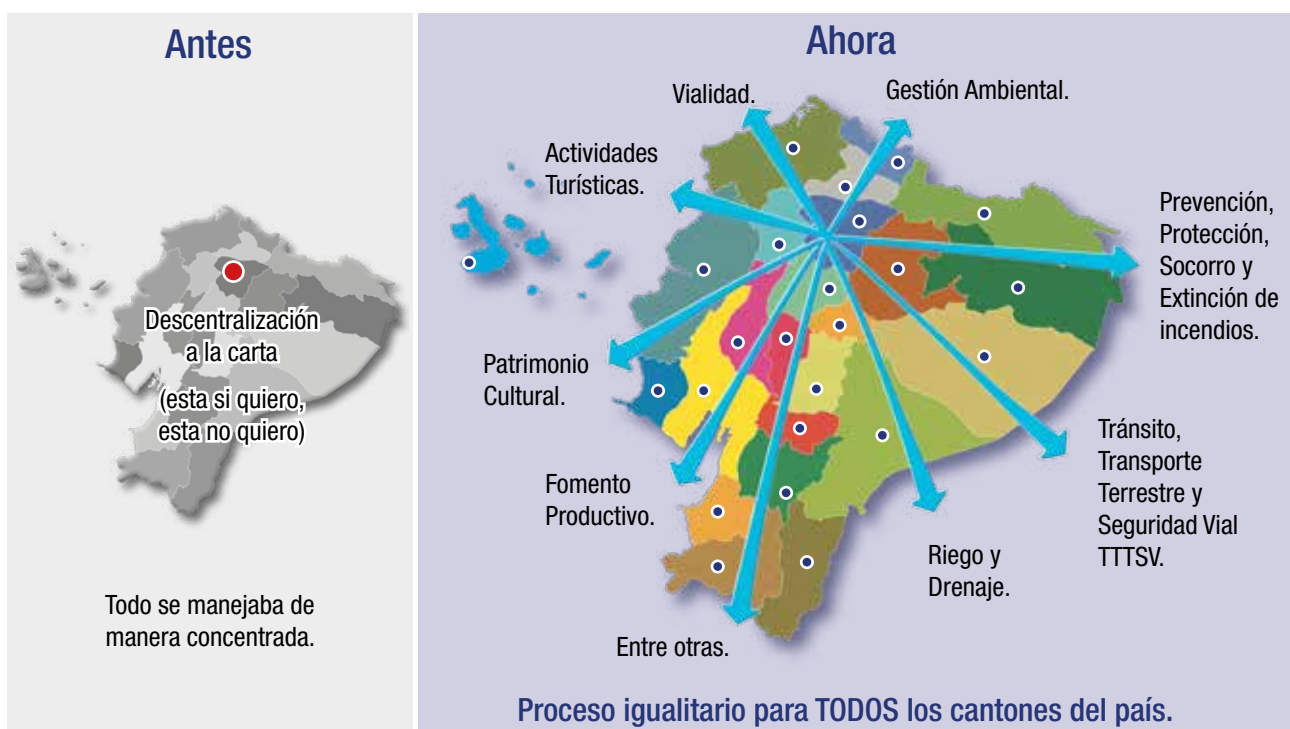 Antes
Descentralización
a la carta
(esta si quiero,
esta no quiero)
Todo se manejaba de
manera concentrada.
Ahora
Vialidad.
Gestión Ambiental.
Actividades
Turísticas.
Prevención,
Protección,
Socorro y
Extinción de
incendios.
Patrimonio
Cultural.
Tránsito,
Transporte
Terrestre y
Seguridad Vial
TTTSV.
Fomento
Productivo.
Riego y
Drenaje.
Entre otras.
Proceso igualitario para TODOS los cantones del país.